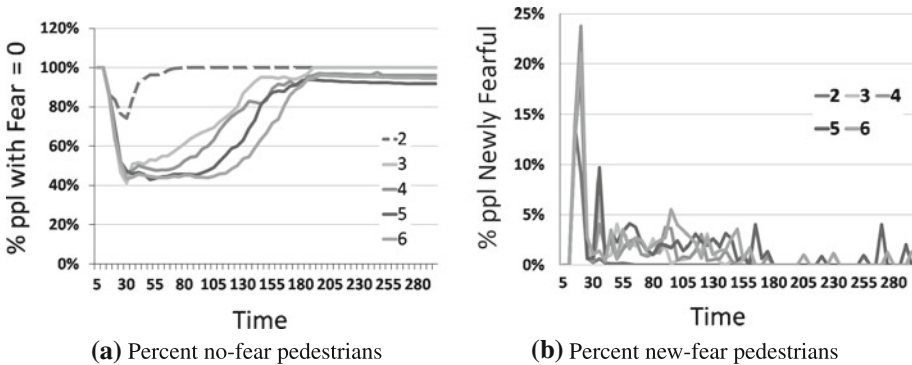 120%
100%
80%
60%
40%
20%
0%
% ppl with Fear = 0
2
3
4
5
6
5 30 55 80 105 130 155 180 205 230 255 280
Time
(a) Percent no-fear pedestrians
25%
20%
15%
10%
5%
0%
% ppl Newly Fearful
2 3 4
5 6
5 30 55 80 105 130 155 180 205 230 255 280
Time
(b) Percent new-fear pedestrians